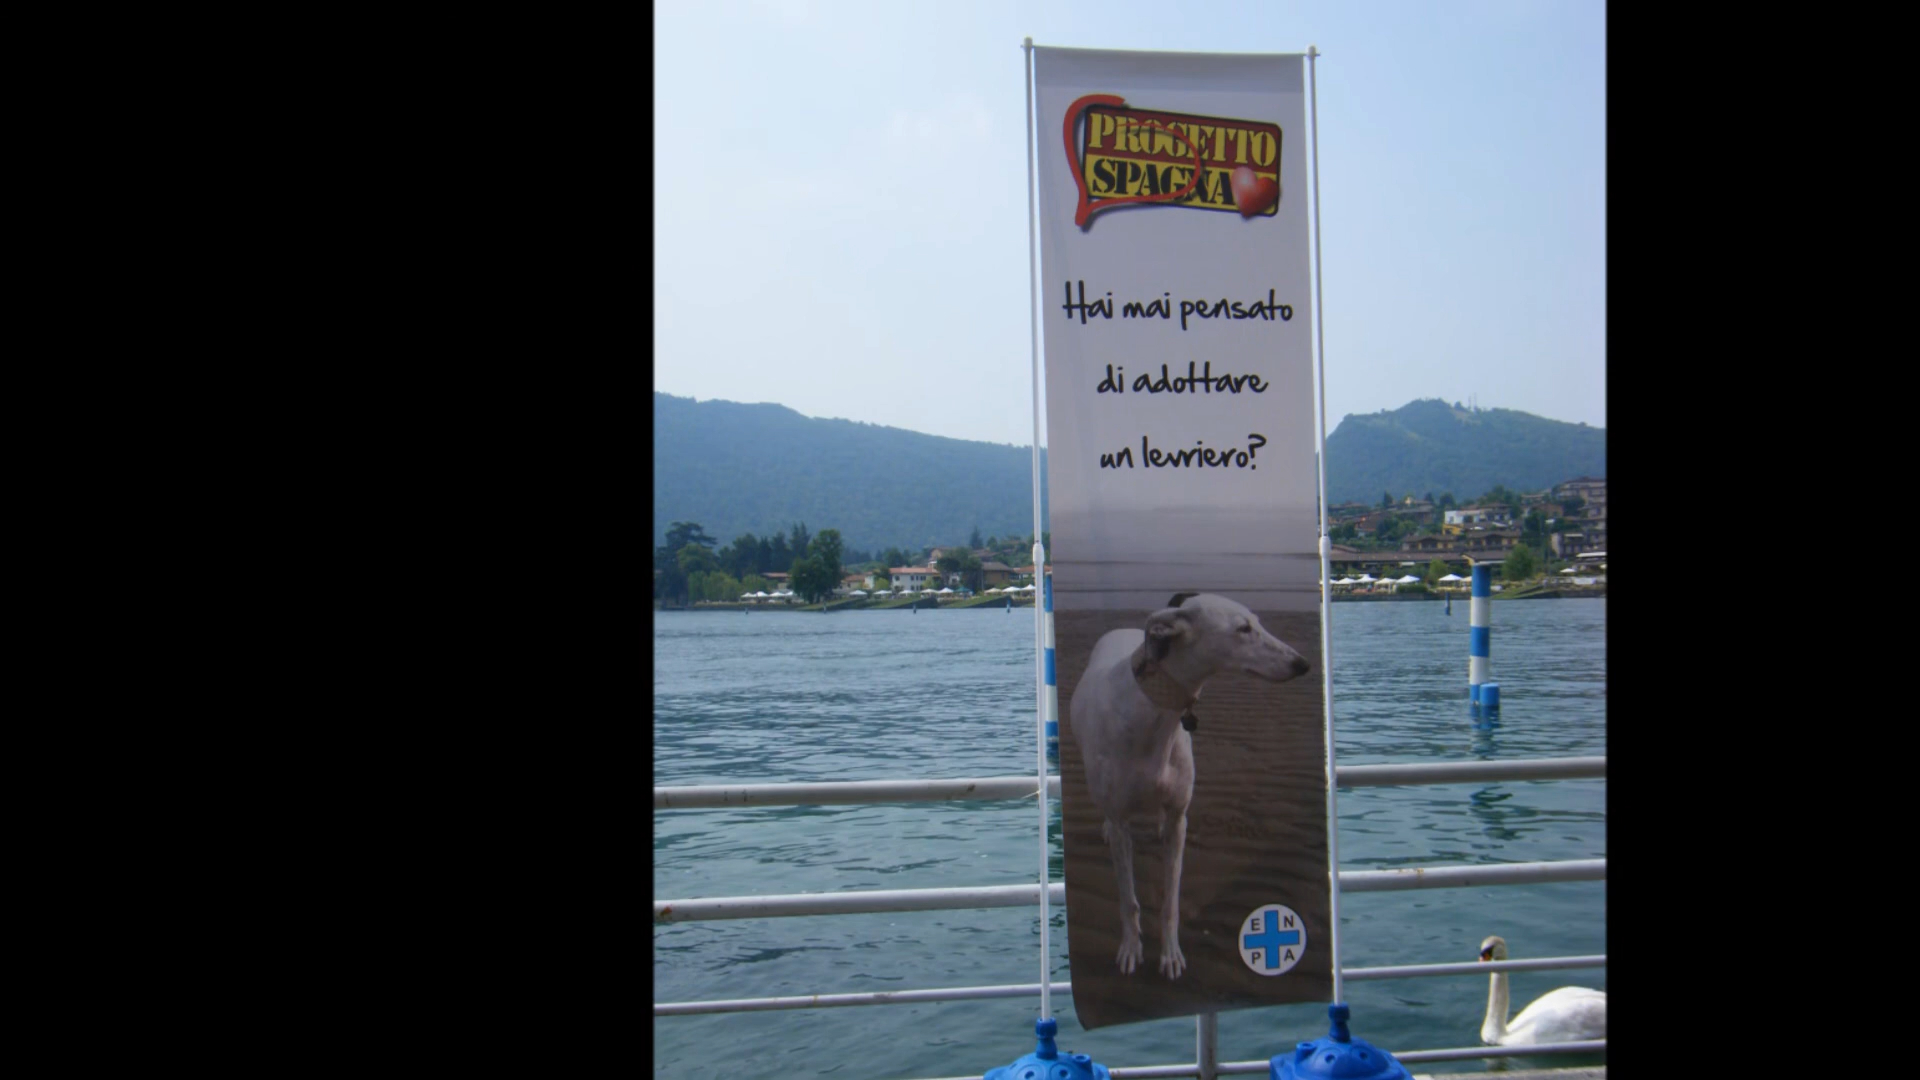 PROGETTO
SPAGNA
Hai mai pensato
di adottare
un levriero?
E N
P A